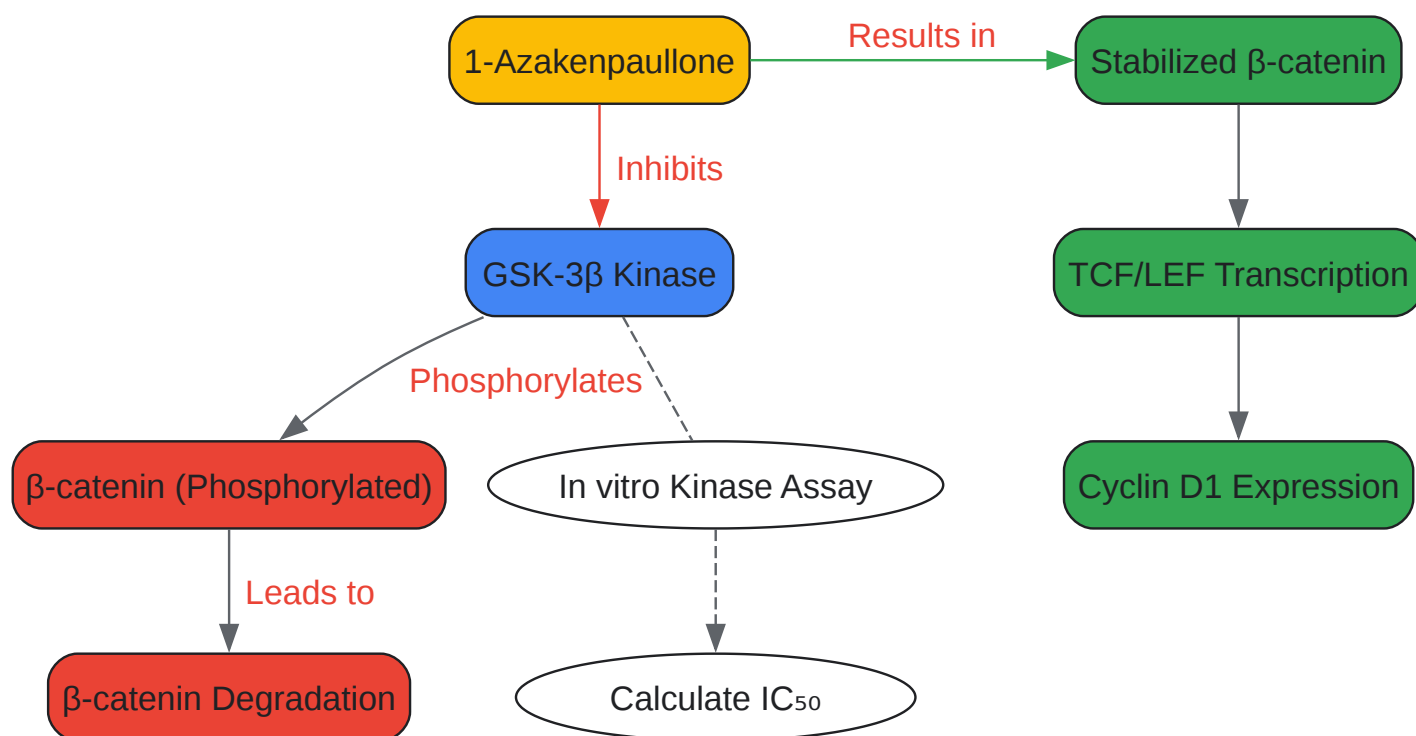 1-Azakenpaullone
Results in
Stabilized β-catenin
Inhibits
GSK-3β Kinase
TCF/LEF Transcription
Phosphorylates
β-catenin (Phosphorylated)
In vitro Kinase Assay
Cyclin D1 Expression
Leads to
β-catenin Degradation
Calculate IC₅₀